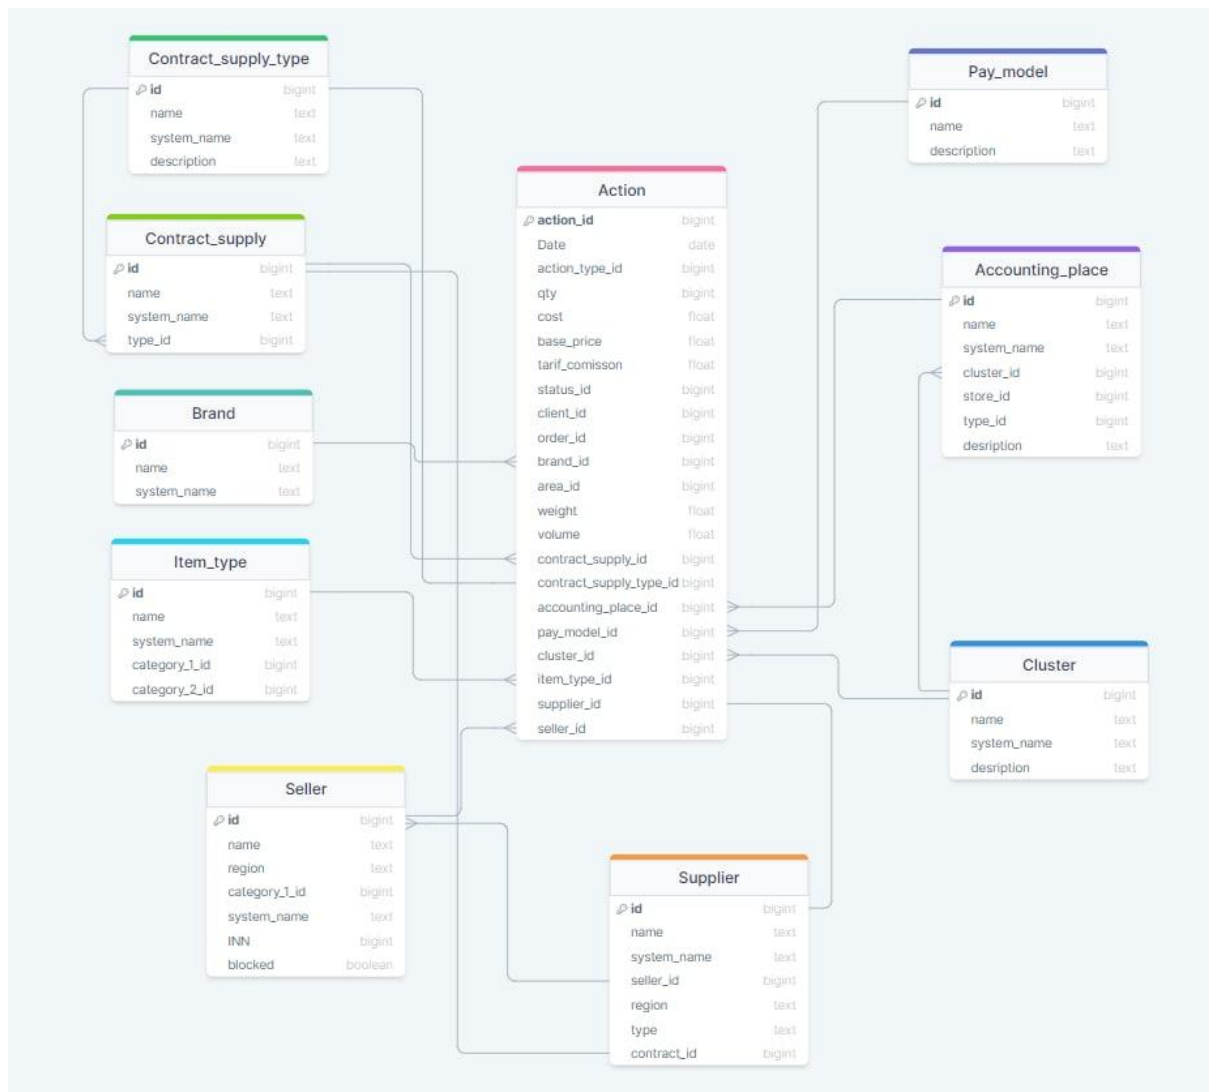 Contract_supply_type
id bigint
name text
system_name text
description text
Contract_supply
id bigint
name text
system_name text
type_id bigint
Brand
id bigint
name text
system_name text
Item_type
id bigint
name text
system_name text
category_1_id bigint
category_2_id bigint
Seller
id bigint
name text
region text
category_1_id bigint
system_name text
INN bigint
blocked boolean
Action
action_id bigint
Date date
action_type_id bigint
qty bigint
cost float
base_price float
tarif_comisson float
status_id bigint
client_id bigint
order_id bigint
brand_id bigint
area_id bigint
weight float
volume float
contract_supply_id bigint
contract_supply_type_id bigint
accounting_place_id bigint
pay_model_id bigint
cluster_id bigint
item_type_id bigint
supplier_id bigint
seller_id bigint
Supplier
id bigint
name text
system_name text
seller_id bigint
region text
type text
contract_id bigint
Pay_model
id bigint
name text
description text
Accounting_place
id bigint
name text
system_name text
cluster_id bigint
store_id bigint
type_id bigint
desription text
Cluster
id bigint
name text
system_name text
desription text